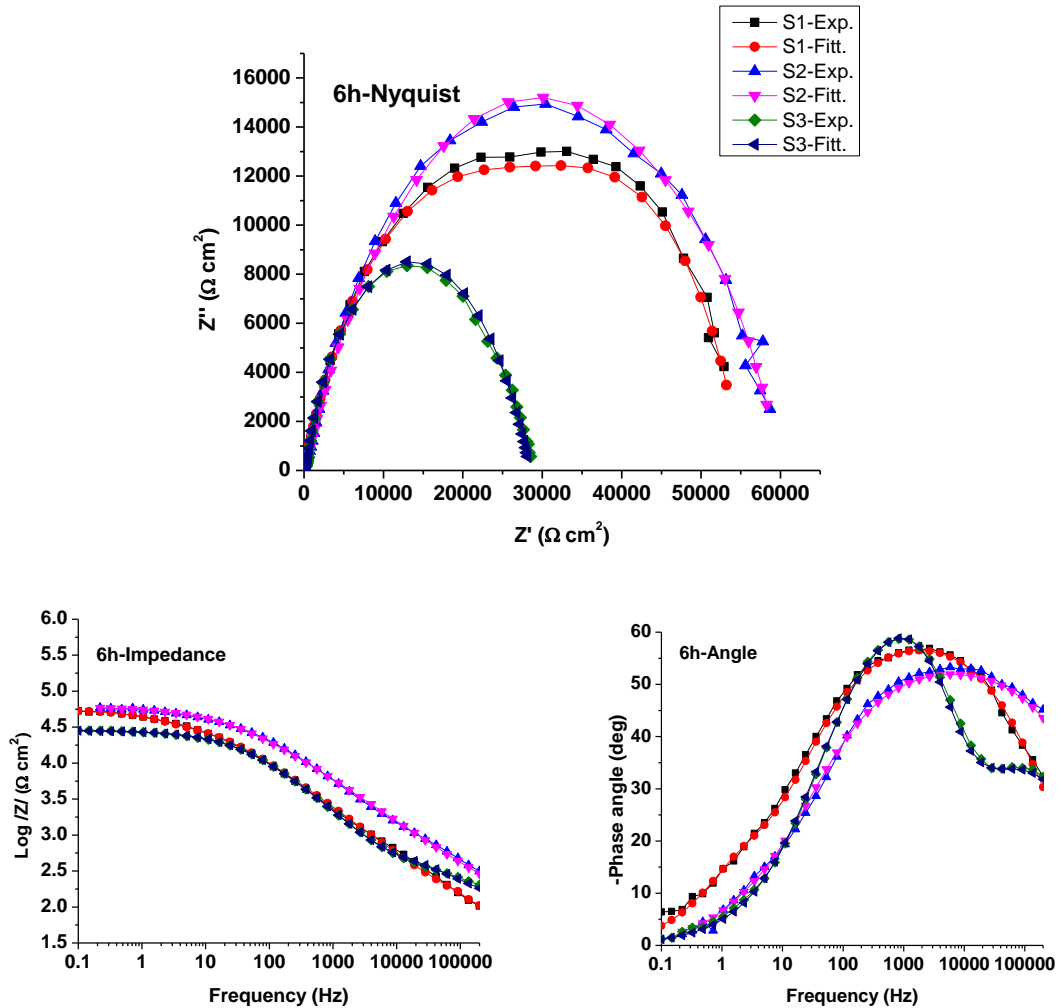 S1-Exp.
S1-Fitt.
S2-Exp.
S2-Fitt.
S3-Exp.
S3-Fitt.
6h-Nyquist
16000
14000
12000
10000
8000
6000
4000
2000
0
Z'' (Ω cm²)
0 10000 20000 30000 40000 50000 60000
Z' (Ω cm²)
6h-Impedance
6.0
5.5
5.0
4.5
4.0
3.5
3.0
2.5
2.0
1.5
Log /Z/ (Ω cm²)
0.1 1 10 100 1000 10000 100000
Frequency (Hz)
6h-Angle
60
50
40
30
20
10
0
-Phase angle (deg)
0.1 1 10 100 1000 10000 100000
Frequency (Hz)